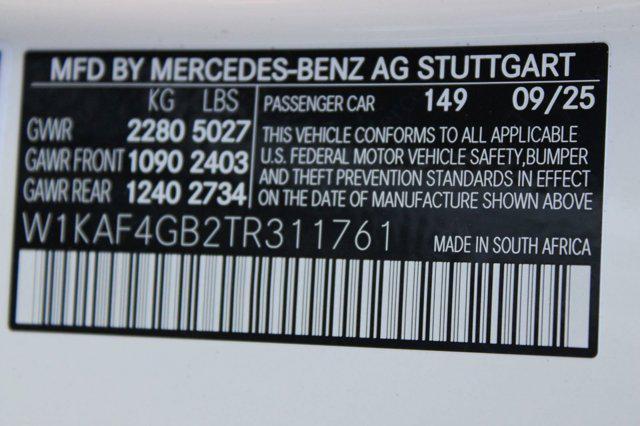 MFD BY MERCEDES-BENZ AG STUTTGART
KG LBS PASSENGER CAR 149 09/25
GVWR 2280 5027
GAWR FRONT 1090 2403
GAWR REAR 1240 2734
THIS VEHICLE CONFORMS TO ALL APPLICABLE
U.S. FEDERAL MOTOR VEHICLE SAFETY,BUMPER
AND THEFT PREVENTION STANDARDS IN EFFECT
ON THE DATE OF MANUFACTURE SHOWN ABOVE
W1KAF4GB2TR311761 MADE IN SOUTH AFRICA